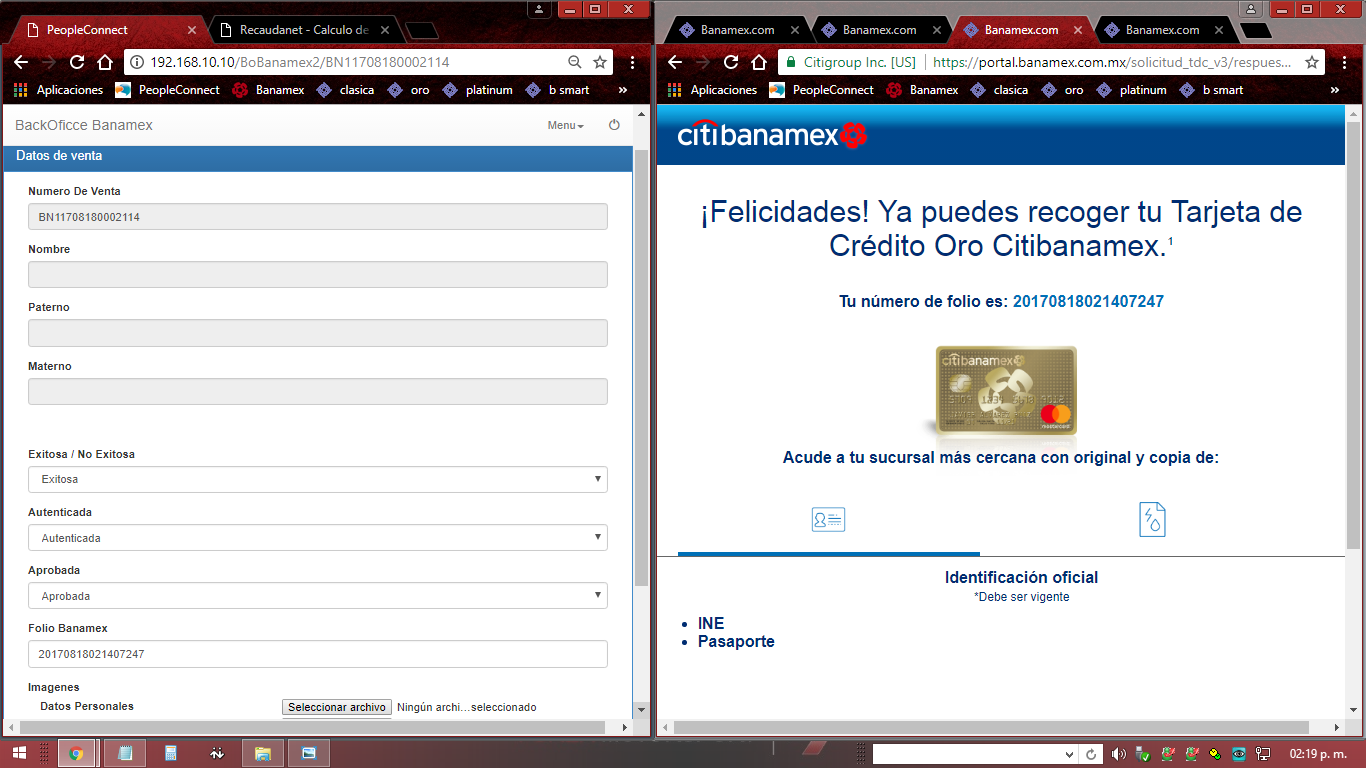 PeopleConnect
Recaudanet - Calculo de
192.168.10.10/BoBanamex2/BN11708180002114
Aplicaciones PeopleConnect Banamex clasica oro platinum b smart »
BackOficce Banamex Menu
Datos de venta
Numero De Venta
BN11708180002114
Nombre
Paterno
Materno
Exitosa / No Exitosa
Exitosa
Autenticada
Autenticada
Aprobada
Aprobada
Folio Banamex
20170818021407247
Imagenes
Datos Personales Seleccionar archivo Ningún archi...seleccionado
Banamex.com Banamex.com Banamex.com Banamex.com
Citigroup Inc. [US] https://portal.banamex.com.mx/solicitud_tdc_v3/respues...
Aplicaciones PeopleConnect Banamex clasica oro platinum b smart »
citibanamex
¡Felicidades! Ya puedes recoger tu Tarjeta de
Crédito Oro Citibanamex.1
Tu número de folio es: 20170818021407247
citibanamex
mastercard
Acude a tu sucursal más cercana con original y copia de:
Identificación oficial
*Debe ser vigente
• INE
• Pasaporte
02:19 p. m.